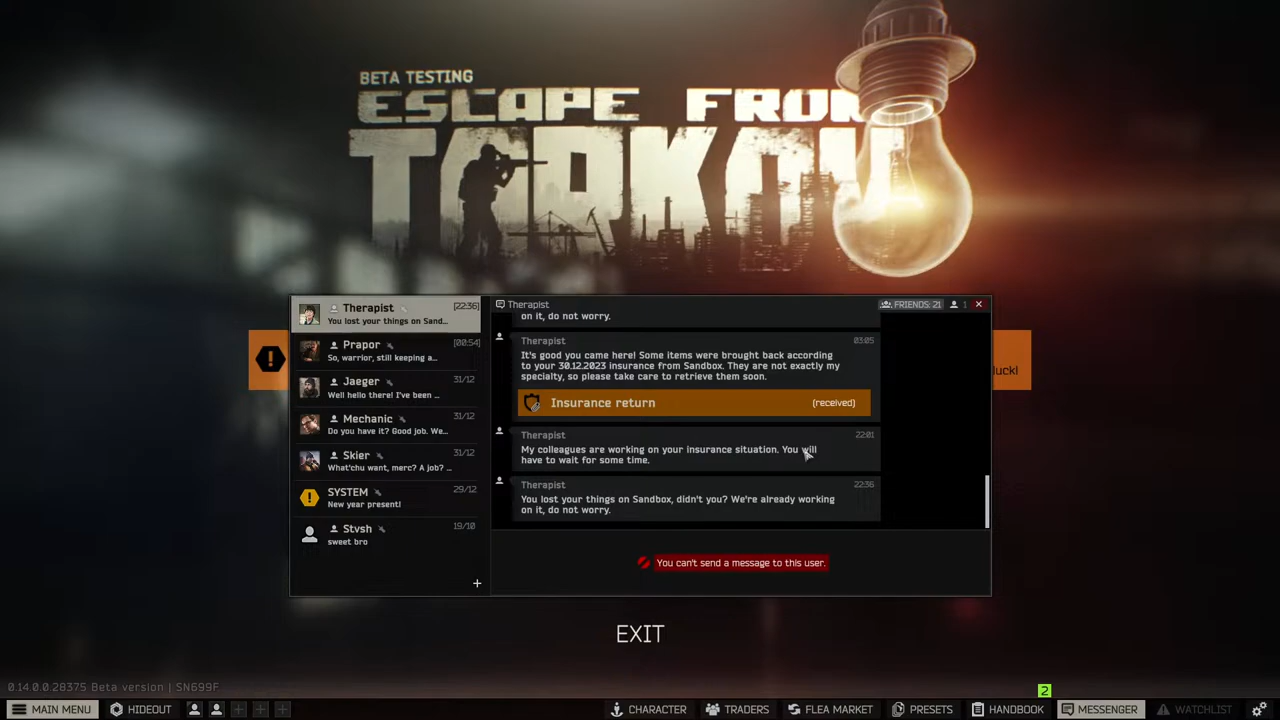 BETA TESTING
ESCAPE FROM
TARKOV
Therapist
[22:36]
You lost your things on Sand...
Prapor
[00:54]
So, warrior, still keeping a...
Jaeger
31/12
Well hello there! I've been ...
Mechanic
31/12
Do you have it? Good job. We...
Skier
31/12
What'chu want, merc? A job? ...
SYSTEM
29/12
New year present!
Stvsh
19/10
sweet bro
+
Therapist
FRIENDS: 21
1
on it, do not worry.
Therapist
03:05
It's good you came here! Some items were brought back according
to your 30.12.2023 insurance from Sandbox. They are not exactly my
specialty, so please take care to retrieve them soon.
Insurance return
(received)
Therapist
22:01
My colleagues are working on your insurance situation. You will
have to wait for some time.
Therapist
22:36
You lost your things on Sandbox, didn't you? We're already working
on it, do not worry.
You can't send a message to this user.
luck!
EXIT
0.14.0.0.28375 Beta version | SN699F
2
MAIN MENU
HIDEOUT
CHARACTER
TRADERS
FLEA MARKET
PRESETS
HANDBOOK
MESSENGER
WATCHLIST